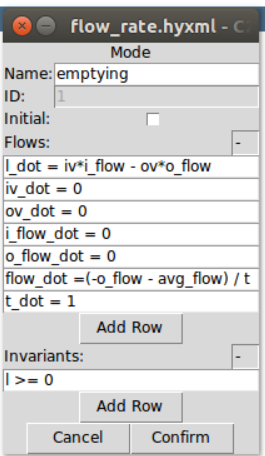 flow_rate.hyxml - C
Mode
Name: emptying
ID: 1
Initial:
Flows: -
l_dot = iv*i_flow - ov*o_flow
iv_dot = 0
ov_dot = 0
i_flow_dot = 0
o_flow_dot = 0
flow_dot =(-o_flow - avg_flow) / t
t_dot = 1
Add Row
Invariants: -
l >= 0
Add Row
Cancel Confirm